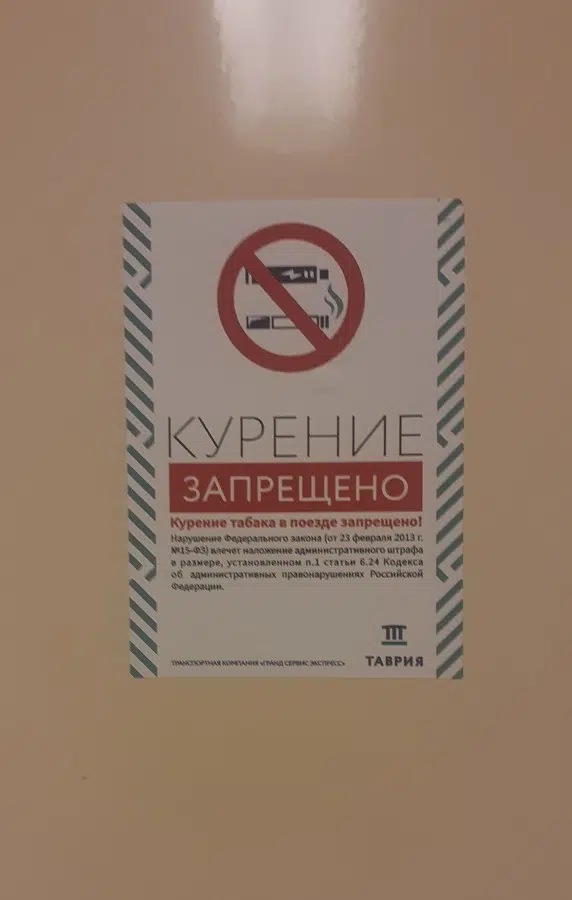 КУРЕНИЕ
ЗАПРЕЩЕНО
Курение табака в поезде запрещено!
Нарушение Федерального закона (от 23 февраля 2013 г.
№15-ФЗ) влечет наложение административного штрафа
в размере, установленном п.1 статьи 6.24 Кодекса
об административных правонарушениях Российской
Федерации.
ТРАНСПОРТНАЯ КОМПАНИЯ «ГРАНД СЕРВИС ЭКСПРЕСС»
ТАВРИЯ